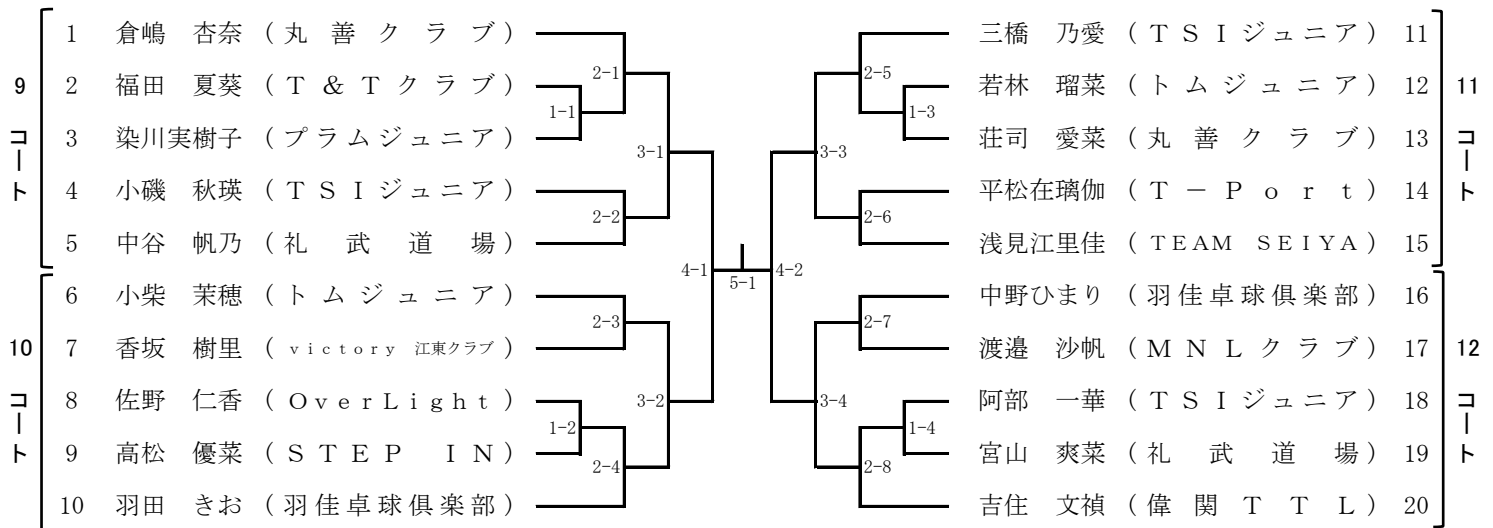 9 コート
1 倉嶋 杏奈 (丸善クラブ)
2 福田 夏葵 (T&Tクラブ)
3 染川実樹子 (プラムジュニア)
4 小磯 秋瑛 (TSIジュニア)
5 中谷 帆乃 (礼武道場)
10 コート
6 小柴 茉穂 (トムジュニア)
7 香坂 樹里 (victory 江東クラブ)
8 佐野 仁香 (OverLight)
9 高松 優菜 (STEP IN)
10 羽田 きお (羽佳卓球倶楽部)
1-1
1-2
2-1
2-2
2-3
2-4
3-1
3-2
4-1
5-1
4-2
3-3
3-4
2-5
2-6
2-7
2-8
1-3
1-4
三橋 乃愛 (TSIジュニア) 11
若林 瑠菜 (トムジュニア) 12
荘司 愛菜 (丸善クラブ) 13
平松在璃伽 (T-Port) 14
浅見江里佳 (TEAM SEIYA) 15
11 コート
中野ひまり (羽佳卓球倶楽部) 16
渡邉 沙帆 (MNLクラブ) 17
阿部 一華 (TSIジュニア) 18
宮山 爽菜 (礼武道場) 19
吉住 文禎 (偉関TTL) 20
12 コート